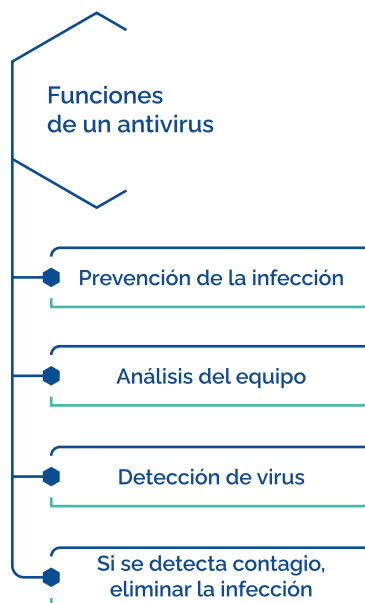 Funciones
de un antivirus
Prevención de la infección
Análisis del equipo
Detección de virus
Si se detecta contagio,
eliminar la infección